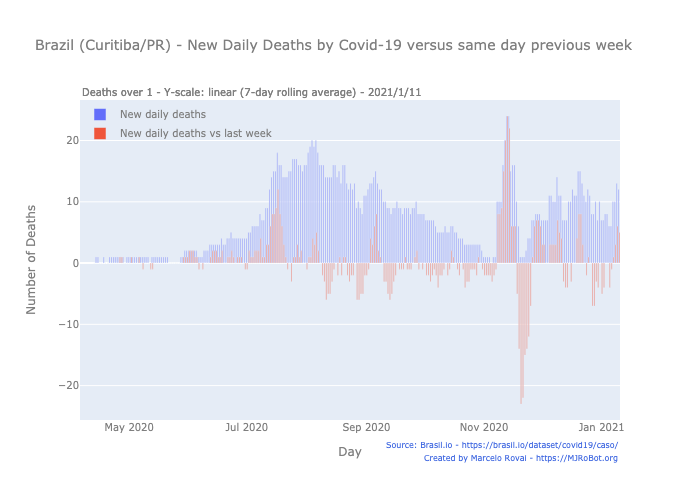 Brazil (Curitiba/PR) - New Daily Deaths by Covid-19 versus same day previous week
Deaths over 1 - Y-scale: linear (7-day rolling average) - 2021/1/11
New daily deaths
New daily deaths vs last week
20
10
0
−10
−20
Number of Deaths
May 2020
Jul 2020
Sep 2020
Nov 2020
Jan 2021
Day
Source: Brasil.io - https://brasil.io/dataset/covid19/caso/
Created by Marcelo Rovai - https://MJRoBot.org